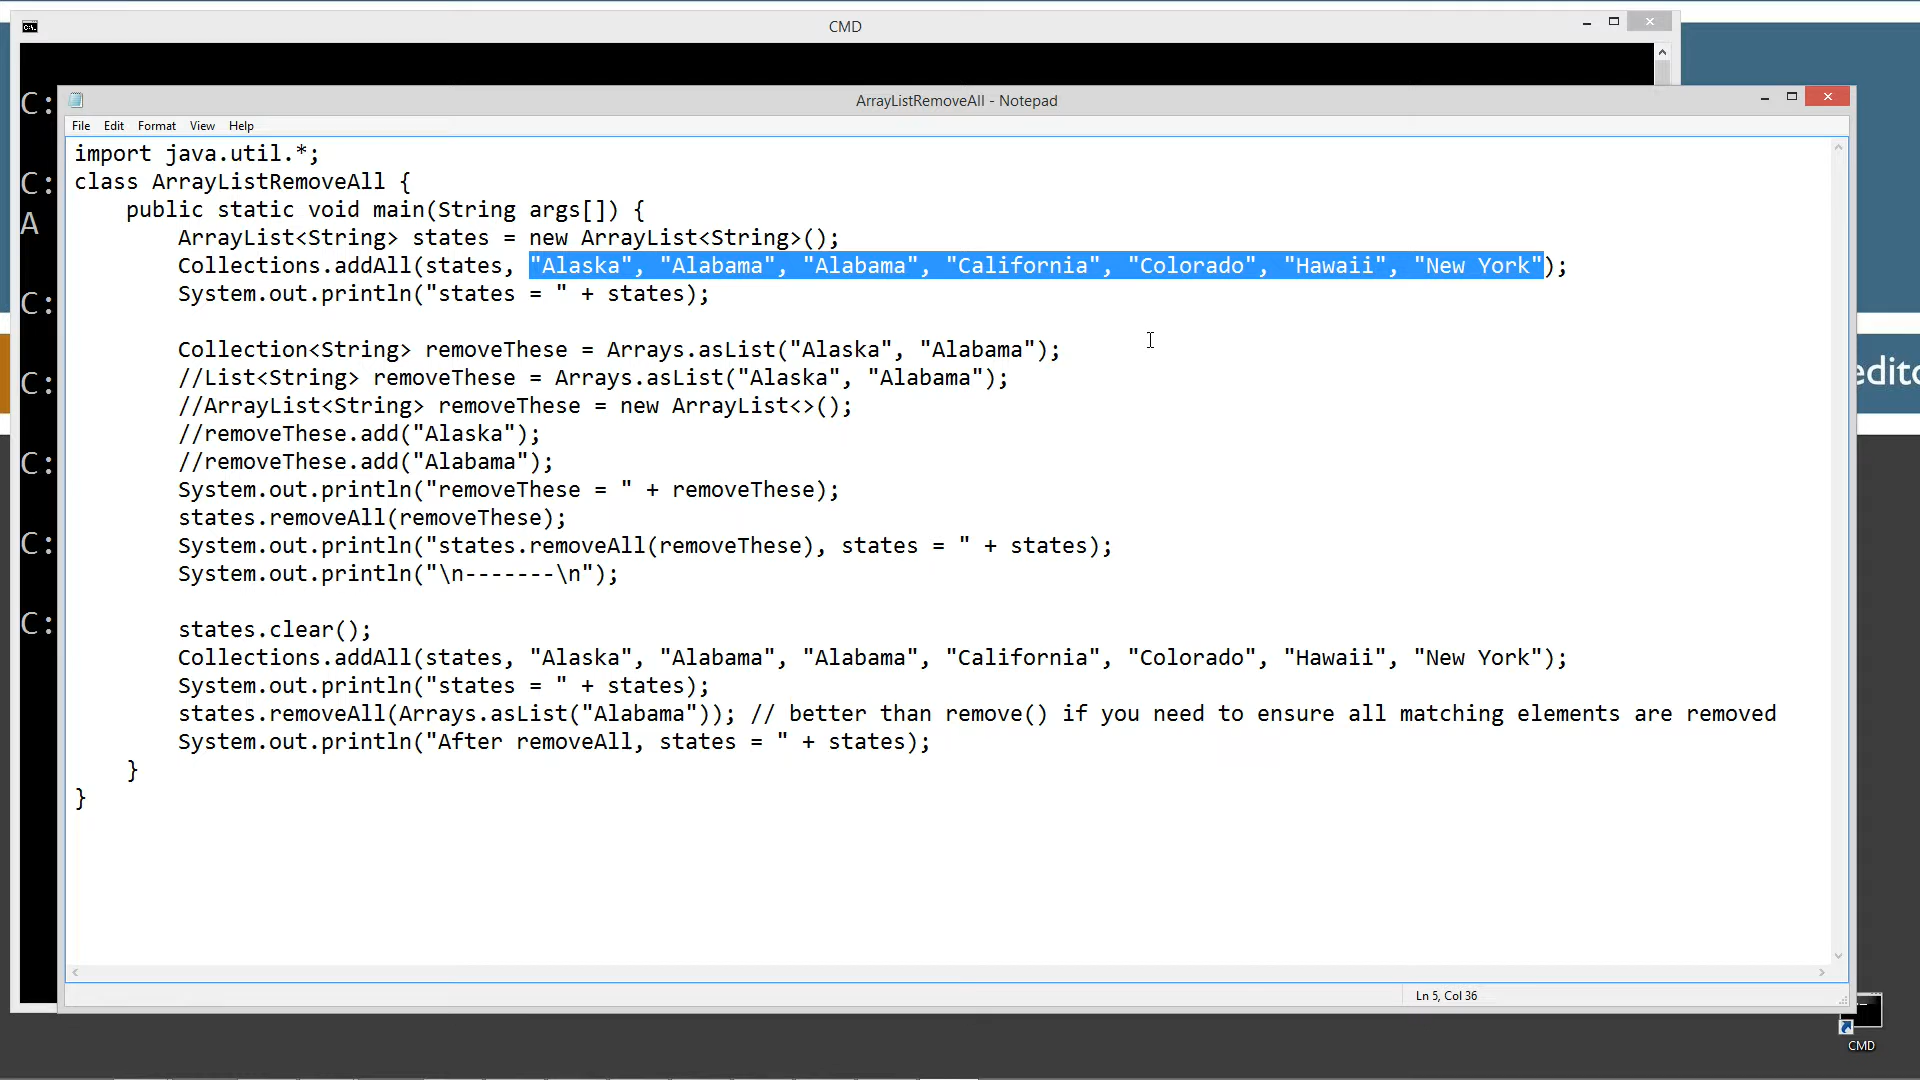 CMD
C:
C:
A
C:
C:
C:
C:
C:
ArrayListRemoveAll - Notepad
File Edit Format View Help
import java.util.*;
class ArrayListRemoveAll {
    public static void main(String args[]) {
        ArrayList<String> states = new ArrayList<String>();
        Collections.addAll(states, "Alaska", "Alabama", "Alabama", "California", "Colorado", "Hawaii", "New York");
        System.out.println("states = " + states);
        Collection<String> removeThese = Arrays.asList("Alaska", "Alabama");
        //List<String> removeThese = Arrays.asList("Alaska", "Alabama");
        //ArrayList<String> removeThese = new ArrayList<>();
        //removeThese.add("Alaska");
        //removeThese.add("Alabama");
        System.out.println("removeThese = " + removeThese);
        states.removeAll(removeThese);
        System.out.println("states.removeAll(removeThese), states = " + states);
        System.out.println("\n-------\n");
        states.clear();
        Collections.addAll(states, "Alaska", "Alabama", "Alabama", "California", "Colorado", "Hawaii", "New York");
        System.out.println("states = " + states);
        states.removeAll(Arrays.asList("Alabama")); // better than remove() if you need to ensure all matching elements are removed
        System.out.println("After removeAll, states = " + states);
    }
}
Ln 5, Col 36
CMD